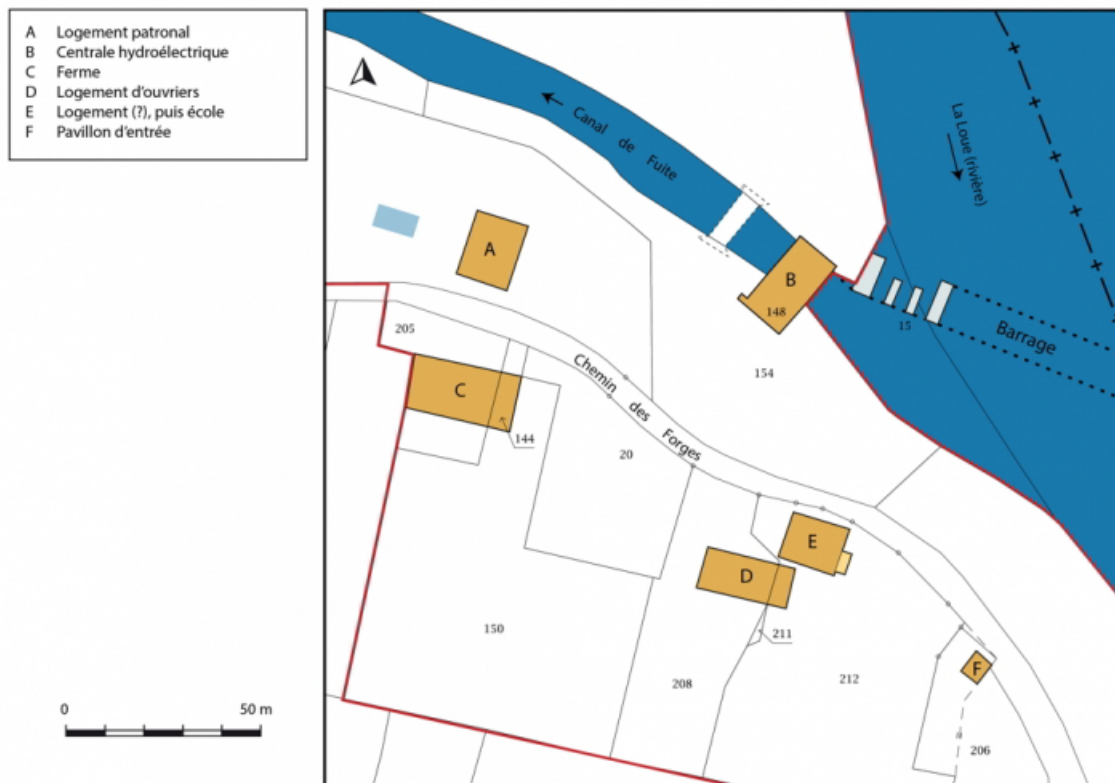 A Logement patronal
B Centrale hydroélectrique
C Ferme
D Logement d'ouvriers
E Logement (?), puis école
F Pavillon d'entrée
Canal de Fuite
La Loue (rivière)
A
B
148
15
Barrage
205
154
C
Chemin des Forges
144
20
E
D
150
211
208
212
F
206
0 50 m